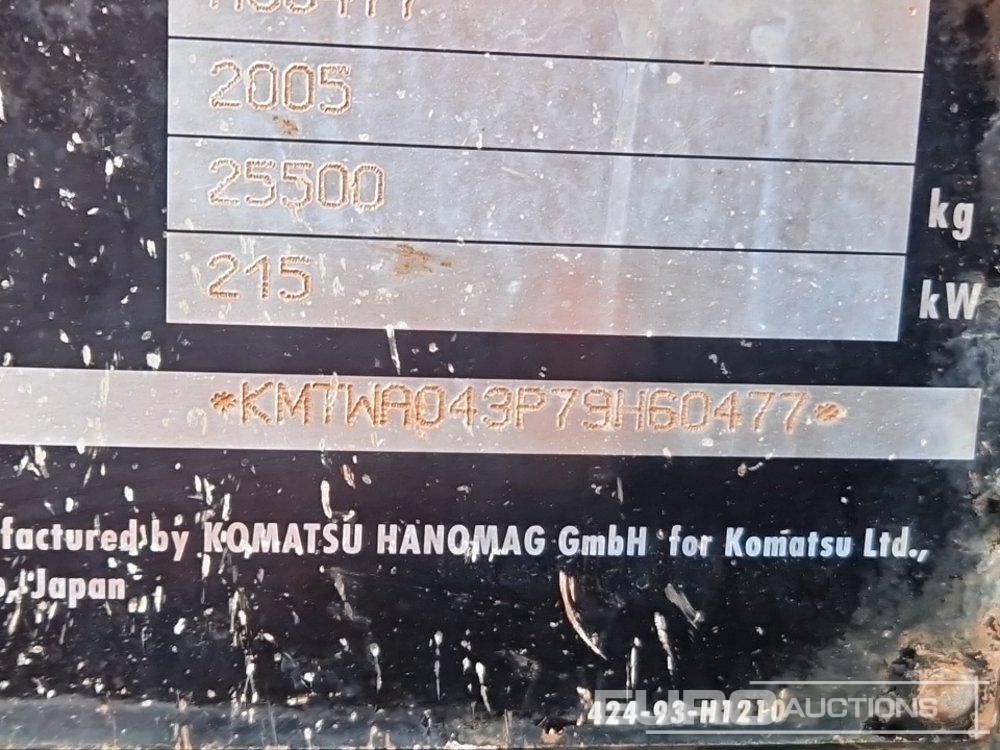 H60477
2005
25500
kg
215
kW
*KMTWA043P79H60477*
factured by KOMATSU HANOMAG GmbH for Komatsu Ltd.,
o, Japan
424-93-H1210
EURO AUCTIONS